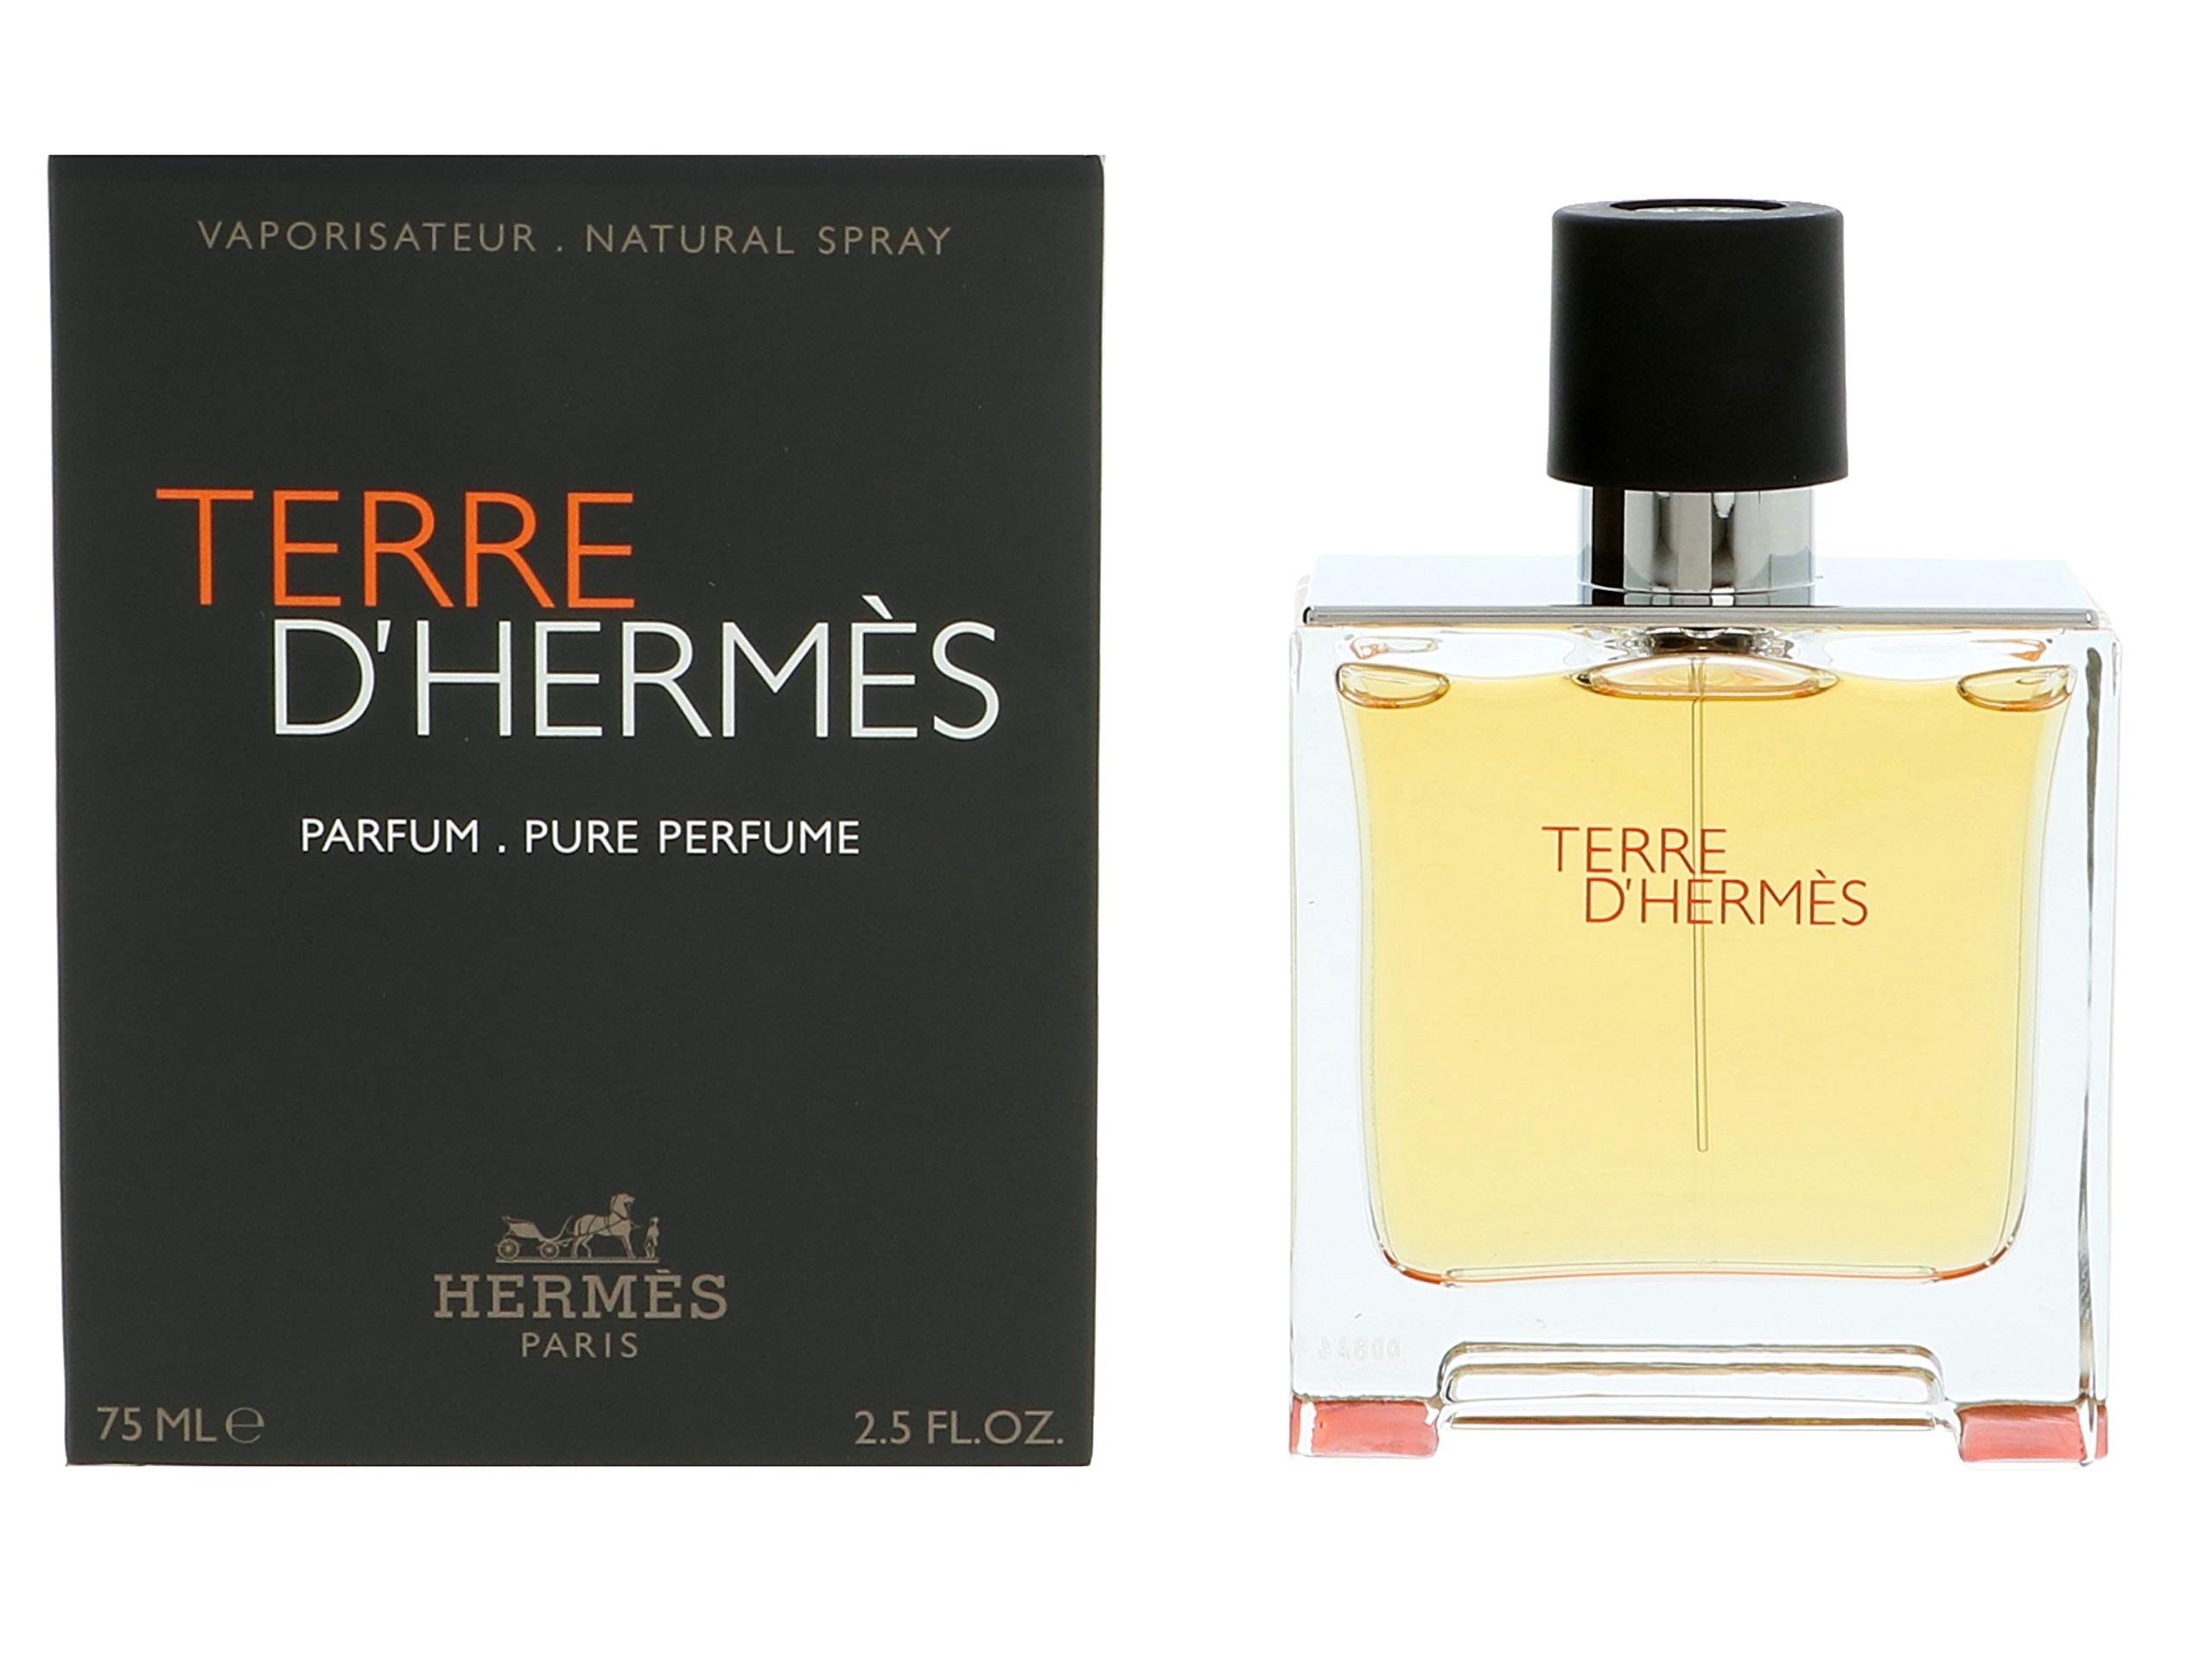 VAPORISATEUR . NATURAL SPRAY
TERRE
D'HERMÈS
PARFUM . PURE PERFUME
HERMÈS
PARIS
75 ML ℮
2.5 FL.OZ.
TERRE
D'HERMÈS